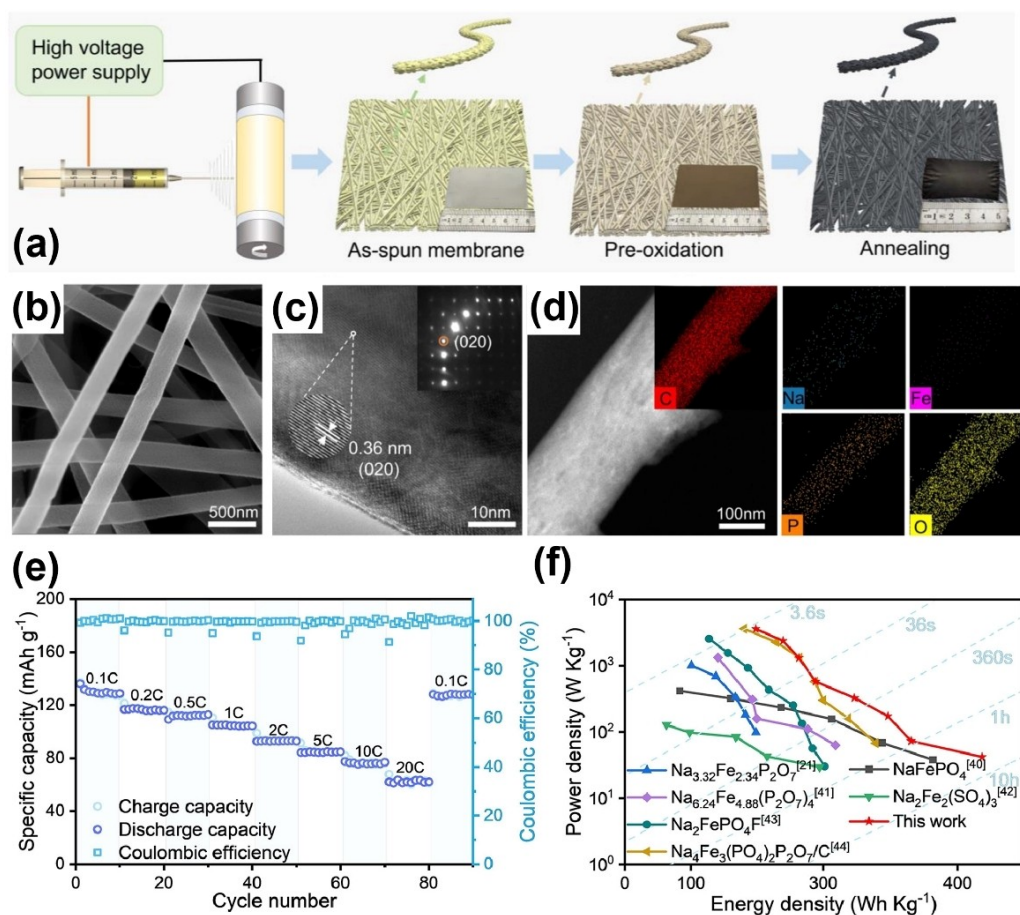 High voltage
power supply
(a)
As-spun membrane
Pre-oxidation
Annealing
(b)
500nm
(c)
(020)
0.36 nm
(020)
10nm
(d)
C
100nm
Na
Fe
P
O
(e)
Specific capacity (mAh g⁻¹)
200
160
120
80
40
0
0.1C
0.2C
0.5C
1C
2C
5C
10C
20C
0.1C
Charge capacity
Discharge capacity
Coulombic efficiency
0
20
40
60
80
Cycle number
100
80
60
40
20
0
Coulombic efficiency (%)
(f)
Power density (W Kg⁻¹)
10⁴
10³
10²
10¹
10⁰
3.6s
36s
360s
1h
10h
Na₃.₃₂Fe₂.₃₄P₂O₇[21]
Na₆.₂₄Fe₄.₈₈(P₂O₇)₄[41]
Na₂FePO₄F[43]
Na₄Fe₃(PO₄)₂P₂O₇/C[44]
NaFePO₄[40]
Na₂Fe₂(SO₄)₃[42]
This work
0
100
300
400
Energy density (Wh Kg⁻¹)